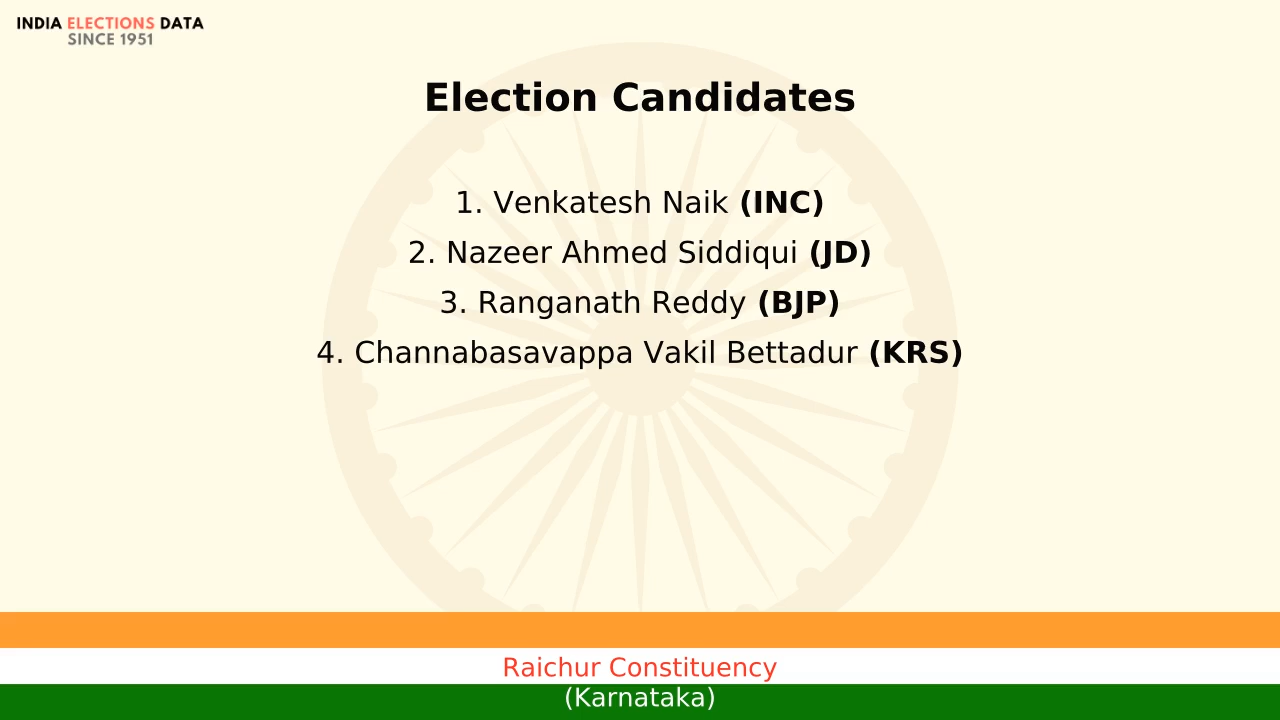 INDIA ELECTIONS DATA
SINCE 1951
Election Candidates
1. Venkatesh Naik (INC)
2. Nazeer Ahmed Siddiqui (JD)
3. Ranganath Reddy (BJP)
4. Channabasavappa Vakil Bettadur (KRS)
Raichur Constituency
(Karnataka)